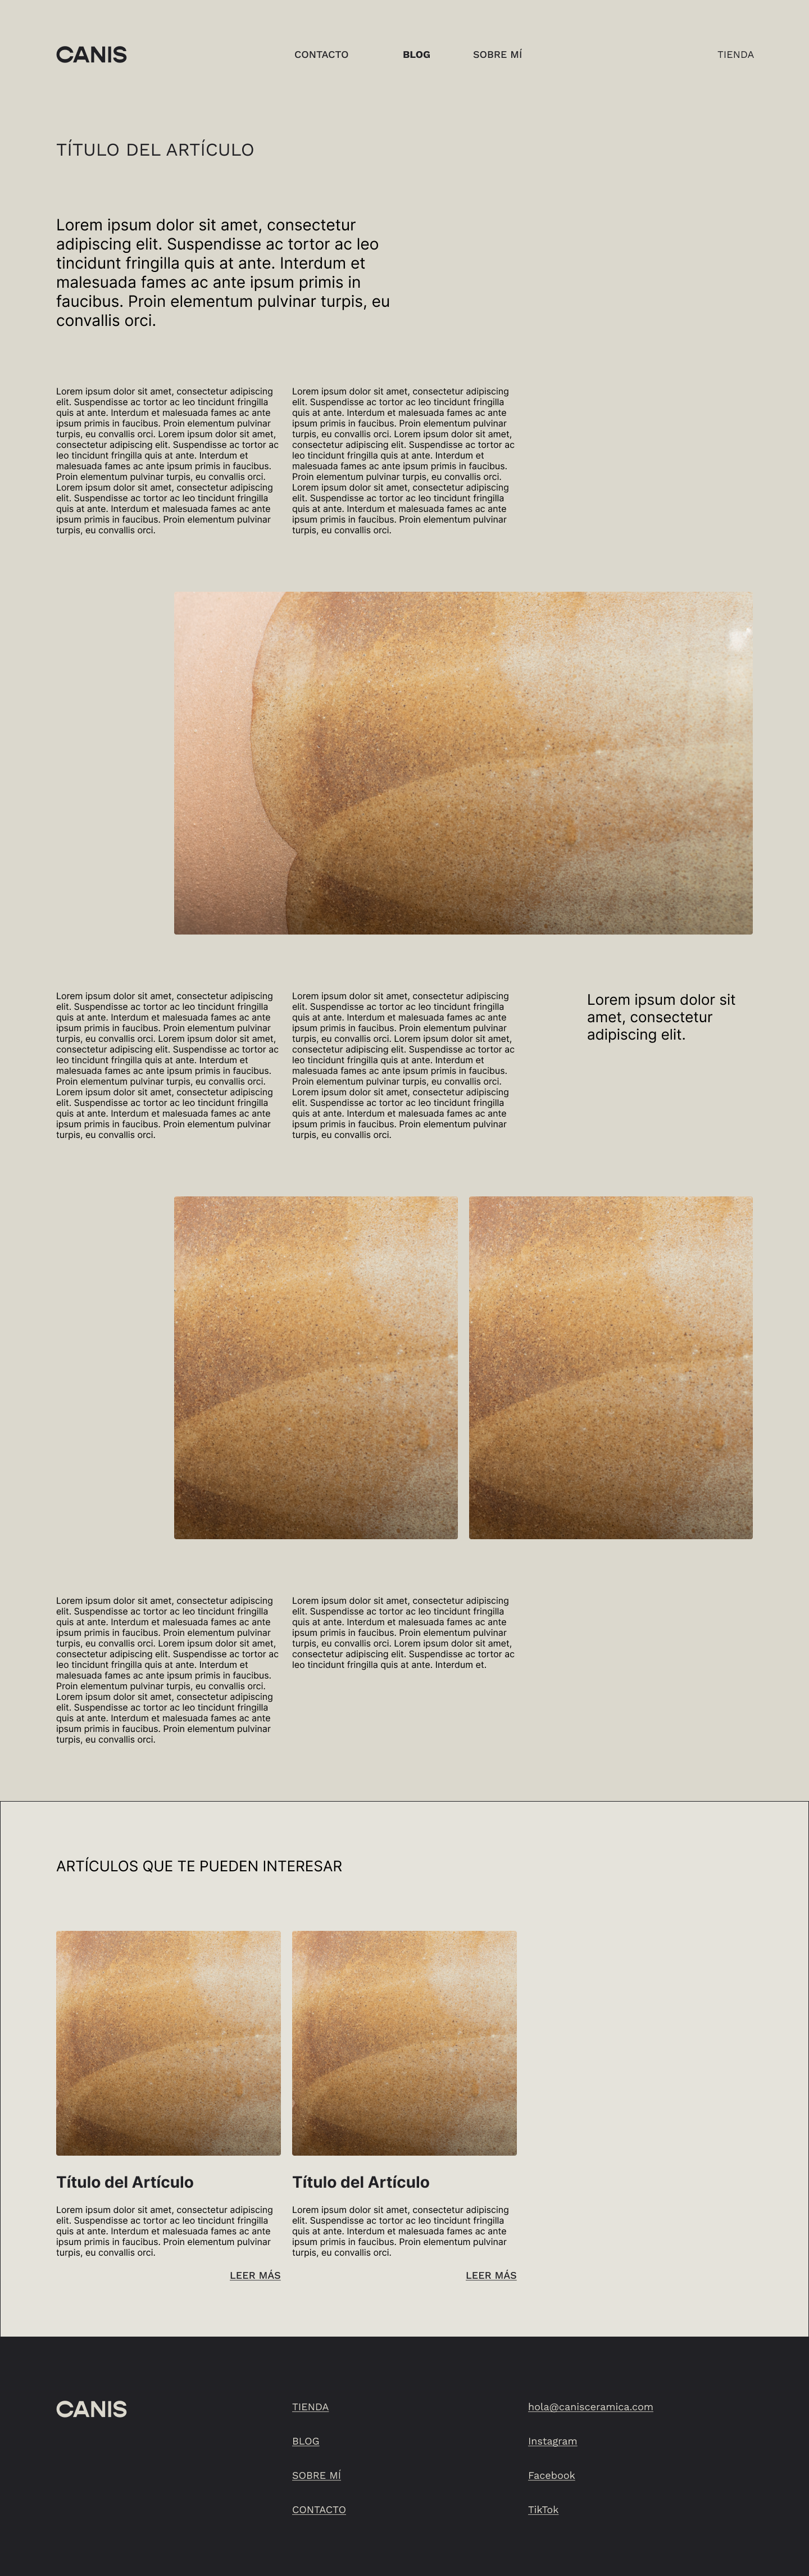 CANIS
CONTACTO
BLOG
SOBRE MÍ
TIENDA
TÍTULO DEL ARTÍCULO
Lorem ipsum dolor sit amet, consectetur
adipiscing elit. Suspendisse ac tortor ac leo
tincidunt fringilla quis at ante. Interdum et
malesuada fames ac ante ipsum primis in
faucibus. Proin elementum pulvinar turpis, eu
convallis orci.
Lorem ipsum dolor sit amet, consectetur adipiscing
elit. Suspendisse ac tortor ac leo tincidunt fringilla
quis at ante. Interdum et malesuada fames ac ante
ipsum primis in faucibus. Proin elementum pulvinar
turpis, eu convallis orci. Lorem ipsum dolor sit amet,
consectetur adipiscing elit. Suspendisse ac tortor ac
leo tincidunt fringilla quis at ante. Interdum et
malesuada fames ac ante ipsum primis in faucibus.
Proin elementum pulvinar turpis, eu convallis orci.
Lorem ipsum dolor sit amet, consectetur adipiscing
elit. Suspendisse ac tortor ac leo tincidunt fringilla
quis at ante. Interdum et malesuada fames ac ante
ipsum primis in faucibus. Proin elementum pulvinar
turpis, eu convallis orci.
Lorem ipsum dolor sit amet, consectetur adipiscing
elit. Suspendisse ac tortor ac leo tincidunt fringilla
quis at ante. Interdum et malesuada fames ac ante
ipsum primis in faucibus. Proin elementum pulvinar
turpis, eu convallis orci. Lorem ipsum dolor sit amet,
consectetur adipiscing elit. Suspendisse ac tortor ac
leo tincidunt fringilla quis at ante. Interdum et
malesuada fames ac ante ipsum primis in faucibus.
Proin elementum pulvinar turpis, eu convallis orci.
Lorem ipsum dolor sit amet, consectetur adipiscing
elit. Suspendisse ac tortor ac leo tincidunt fringilla
quis at ante. Interdum et malesuada fames ac ante
ipsum primis in faucibus. Proin elementum pulvinar
turpis, eu convallis orci.
Lorem ipsum dolor sit amet, consectetur adipiscing
elit. Suspendisse ac tortor ac leo tincidunt fringilla
quis at ante. Interdum et malesuada fames ac ante
ipsum primis in faucibus. Proin elementum pulvinar
turpis, eu convallis orci. Lorem ipsum dolor sit amet,
consectetur adipiscing elit. Suspendisse ac tortor ac
leo tincidunt fringilla quis at ante. Interdum et
malesuada fames ac ante ipsum primis in faucibus.
Proin elementum pulvinar turpis, eu convallis orci.
Lorem ipsum dolor sit amet, consectetur adipiscing
elit. Suspendisse ac tortor ac leo tincidunt fringilla
quis at ante. Interdum et malesuada fames ac ante
ipsum primis in faucibus. Proin elementum pulvinar
turpis, eu convallis orci.
Lorem ipsum dolor sit amet, consectetur adipiscing
elit. Suspendisse ac tortor ac leo tincidunt fringilla
quis at ante. Interdum et malesuada fames ac ante
ipsum primis in faucibus. Proin elementum pulvinar
turpis, eu convallis orci. Lorem ipsum dolor sit amet,
consectetur adipiscing elit. Suspendisse ac tortor ac
leo tincidunt fringilla quis at ante. Interdum et
malesuada fames ac ante ipsum primis in faucibus.
Proin elementum pulvinar turpis, eu convallis orci.
Lorem ipsum dolor sit amet, consectetur adipiscing
elit. Suspendisse ac tortor ac leo tincidunt fringilla
quis at ante. Interdum et malesuada fames ac ante
ipsum primis in faucibus. Proin elementum pulvinar
turpis, eu convallis orci.
Lorem ipsum dolor sit
amet, consectetur
adipiscing elit.
Lorem ipsum dolor sit amet, consectetur adipiscing
elit. Suspendisse ac tortor ac leo tincidunt fringilla
quis at ante. Interdum et malesuada fames ac ante
ipsum primis in faucibus. Proin elementum pulvinar
turpis, eu convallis orci. Lorem ipsum dolor sit amet,
consectetur adipiscing elit. Suspendisse ac tortor ac
leo tincidunt fringilla quis at ante. Interdum et
malesuada fames ac ante ipsum primis in faucibus.
Proin elementum pulvinar turpis, eu convallis orci.
Lorem ipsum dolor sit amet, consectetur adipiscing
elit. Suspendisse ac tortor ac leo tincidunt fringilla
quis at ante. Interdum et malesuada fames ac ante
ipsum primis in faucibus. Proin elementum pulvinar
turpis, eu convallis orci.
Lorem ipsum dolor sit amet, consectetur adipiscing
elit. Suspendisse ac tortor ac leo tincidunt fringilla
quis at ante. Interdum et malesuada fames ac ante
ipsum primis in faucibus. Proin elementum pulvinar
turpis, eu convallis orci. Lorem ipsum dolor sit amet,
consectetur adipiscing elit. Suspendisse ac tortor ac
leo tincidunt fringilla quis at ante. Interdum et.
ARTÍCULOS QUE TE PUEDEN INTERESAR
Título del Artículo
Lorem ipsum dolor sit amet, consectetur adipiscing
elit. Suspendisse ac tortor ac leo tincidunt fringilla
quis at ante. Interdum et malesuada fames ac ante
ipsum primis in faucibus. Proin elementum pulvinar
turpis, eu convallis orci.
LEER MÁS
Título del Artículo
Lorem ipsum dolor sit amet, consectetur adipiscing
elit. Suspendisse ac tortor ac leo tincidunt fringilla
quis at ante. Interdum et malesuada fames ac ante
ipsum primis in faucibus. Proin elementum pulvinar
turpis, eu convallis orci.
LEER MÁS
CANIS
TIENDA
BLOG
SOBRE MÍ
CONTACTO
hola@canisceramica.com
Instagram
Facebook
TikTok